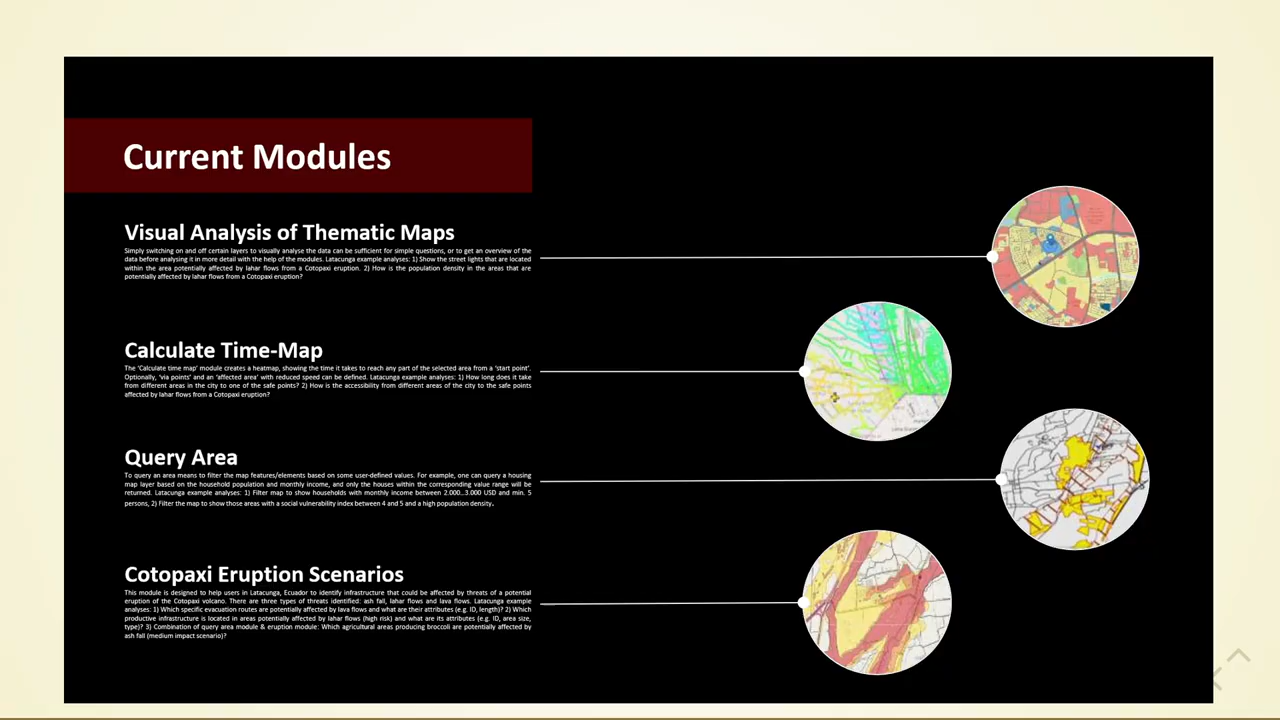 Current Modules
Visual Analysis of Thematic Maps
Simply switching on and off certain layers to visually analyse the data can be sufficient for simple questions, or to get an overview of the
data before analysing it in more detail with the help of the modules. Latacunga example analyses: 1) Show the street lights that are located
within the area potentially affected by lahar flows from a Cotopaxi eruption. 2) How is the population density in the areas that are
potentially affected by lahar flows from a Cotopaxi eruption?
Calculate Time-Map
The 'Calculate time map' module creates a heatmap, showing the time it takes to reach any part of the selected area from a 'start point'.
Optionally, 'via points' and an 'affected area' with reduced speed can be defined. Latacunga example analyses: 1) How long does it take
from different areas in the city to one of the safe points? 2) How is the accessibility from different areas of the city to the safe points
affected by lahar flows from a Cotopaxi eruption?
Query Area
To query an area means to filter the map features/elements based on some user-defined values. For example, one can query a housing
map layer based on the household population and monthly income, and only the houses within the corresponding value range will be
returned. Latacunga example analyses: 1) Filter map to show households with monthly income between 2.000...3.000 USD and min. 5
persons, 2) Filter the map to show those areas with a social vulnerability index between 4 and 5 and a high population density.
Cotopaxi Eruption Scenarios
This module is designed to help users in Latacunga, Ecuador to identify infrastructure that could be affected by threats of a potential
eruption of the Cotopaxi volcano. There are three types of threats identified: ash fall, lahar flows and lava flows. Latacunga example
analyses: 1) Which specific evacuation routes are potentially affected by lava flows and what are their attributes (e.g. ID, length)? 2) Which
productive infrastructure is located in areas potentially affected by lahar flows (high risk) and what are its attributes (e.g. ID, area size,
type)? 3) Combination of query area module & eruption module: Which agricultural areas producing broccoli are potentially affected by
ash fall (medium impact scenario)?